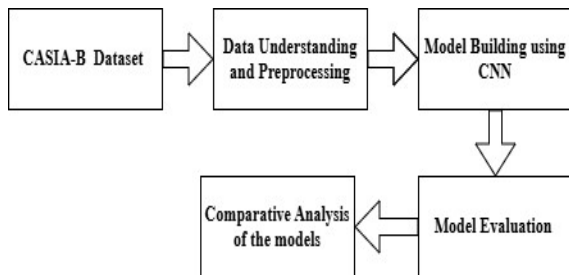 CASIA-B Dataset
Data Understanding
and Preprocessing
Model Building using
CNN
Comparative Analysis
of the models
Model Evaluation